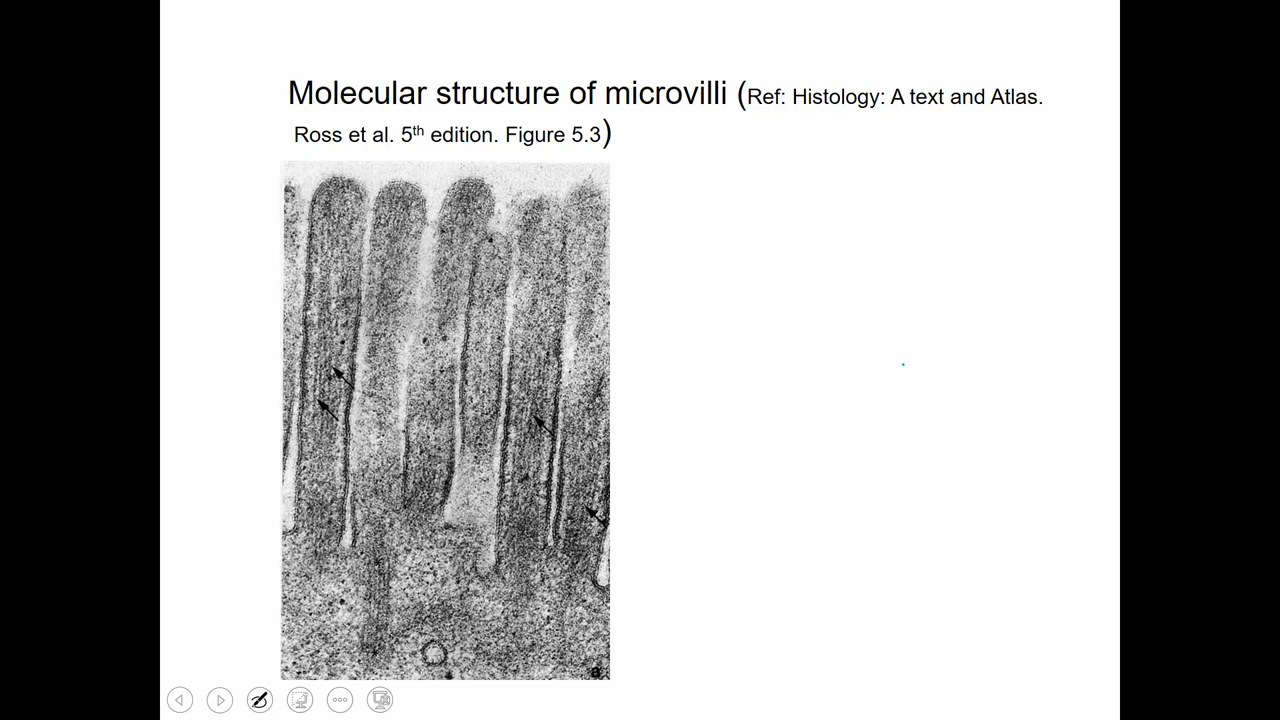 Molecular structure of microvilli (Ref: Histology: A text and Atlas.
Ross et al. 5th edition. Figure 5.3)
a